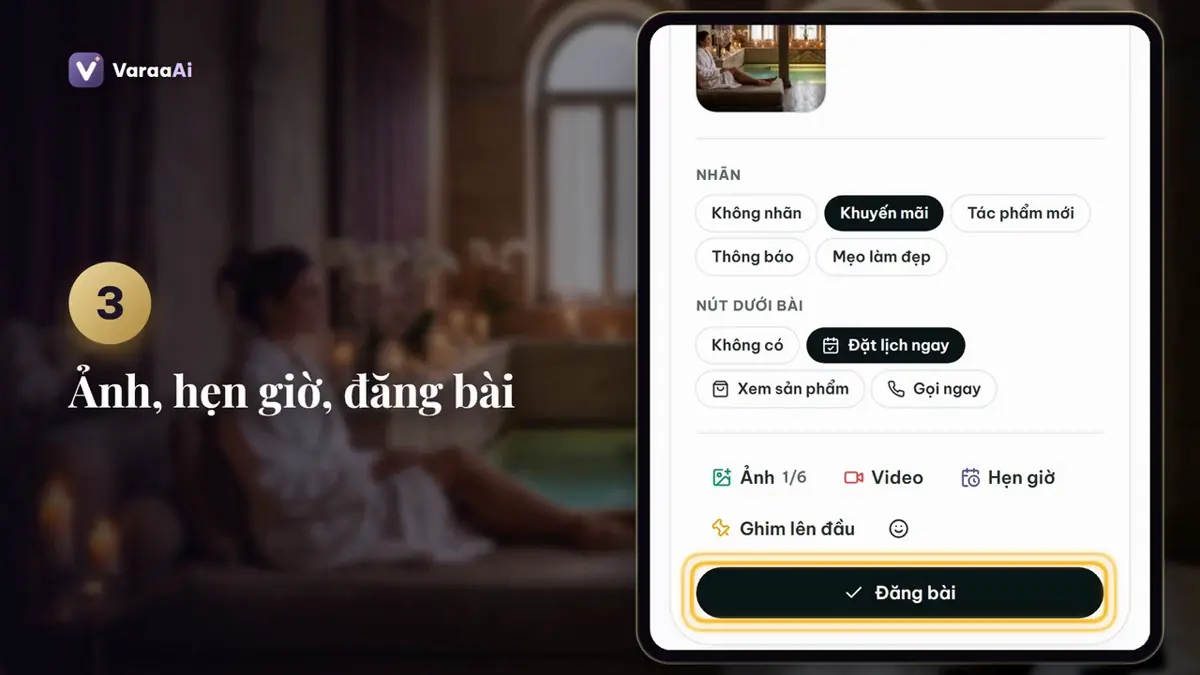 VaraaAi
3
Ảnh, hẹn giờ, đăng bài
NHÃN
Không nhãn
Khuyến mãi
Tác phẩm mới
Thông báo
Mẹo làm đẹp
NÚT DƯỚI BÀI
Không có
Đặt lịch ngay
Xem sản phẩm
Gọi ngay
Ảnh 1/6
Video
Hẹn giờ
Ghim lên đầu
Đăng bài